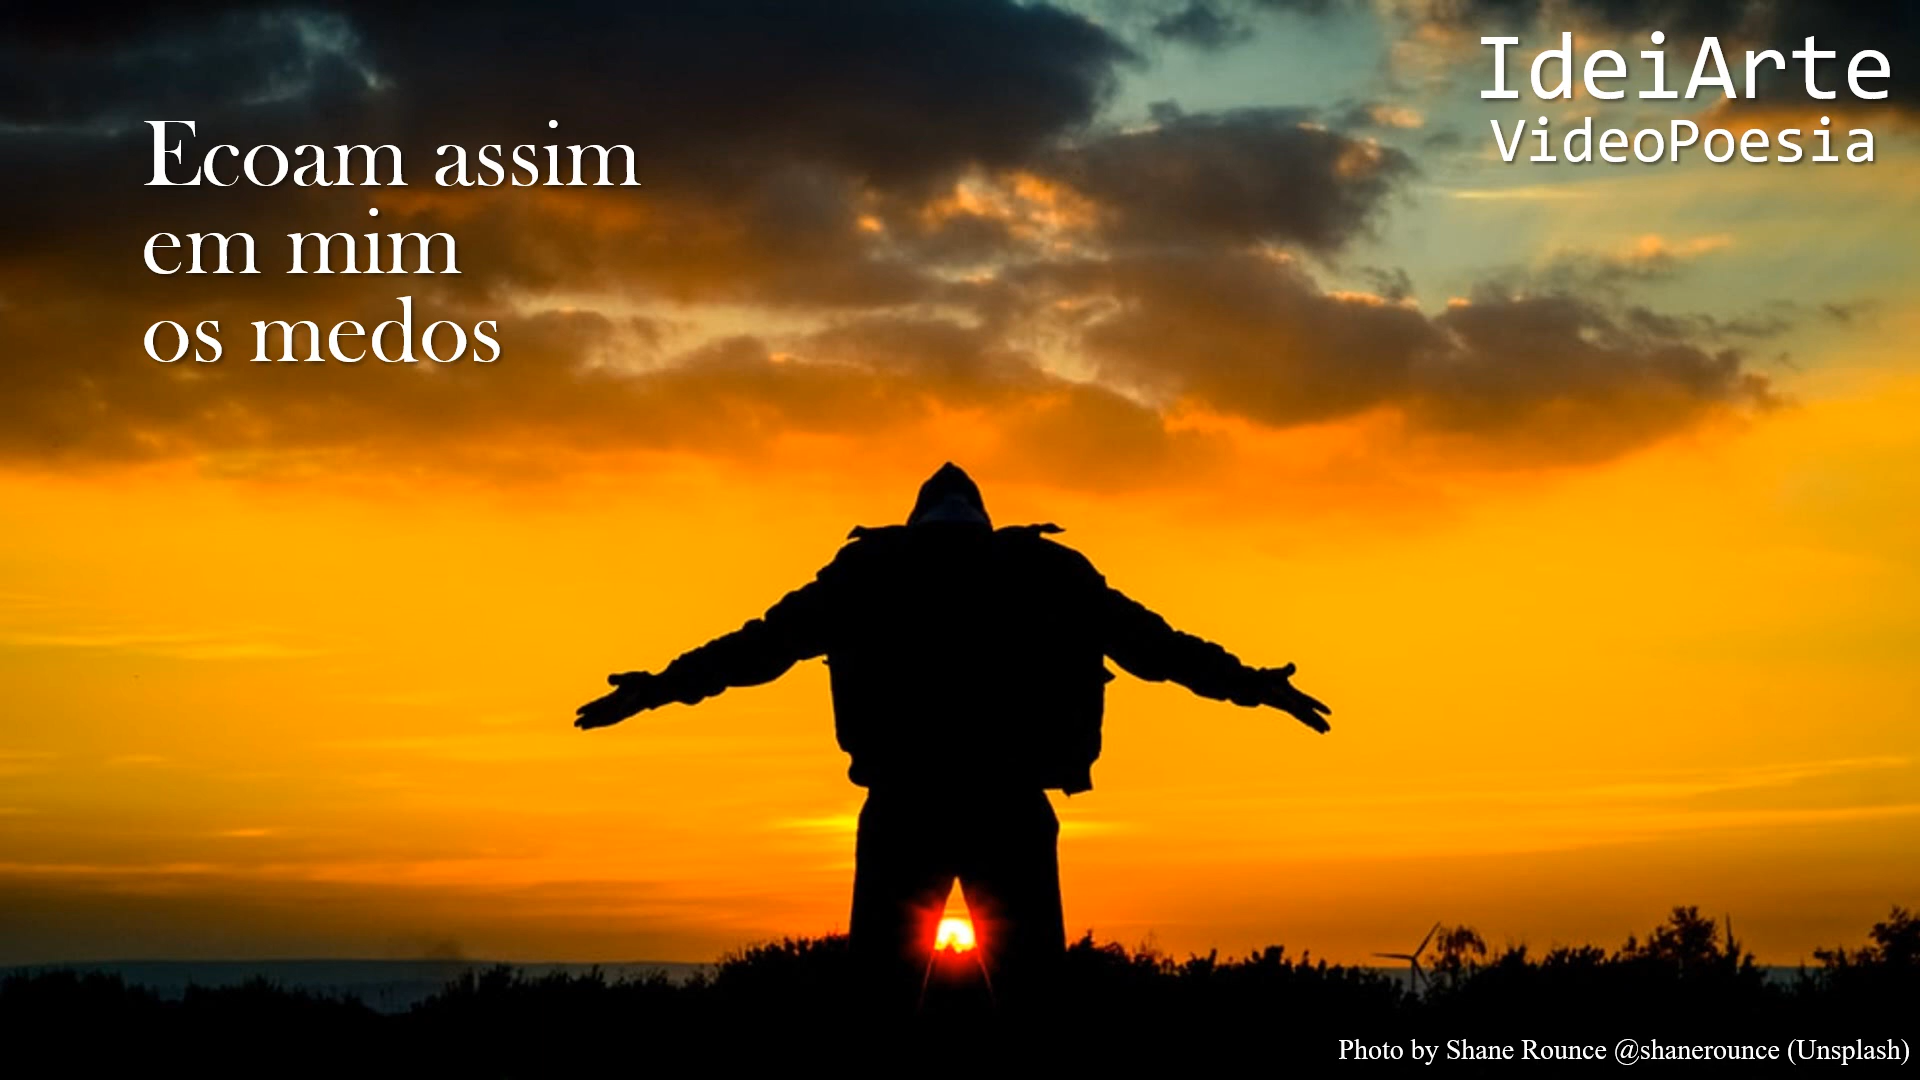 Ecoam assim
em mim
os medos
IdeiArte
VideoPoesia
Photo by Shane Rounce @shanerounce (Unsplash)